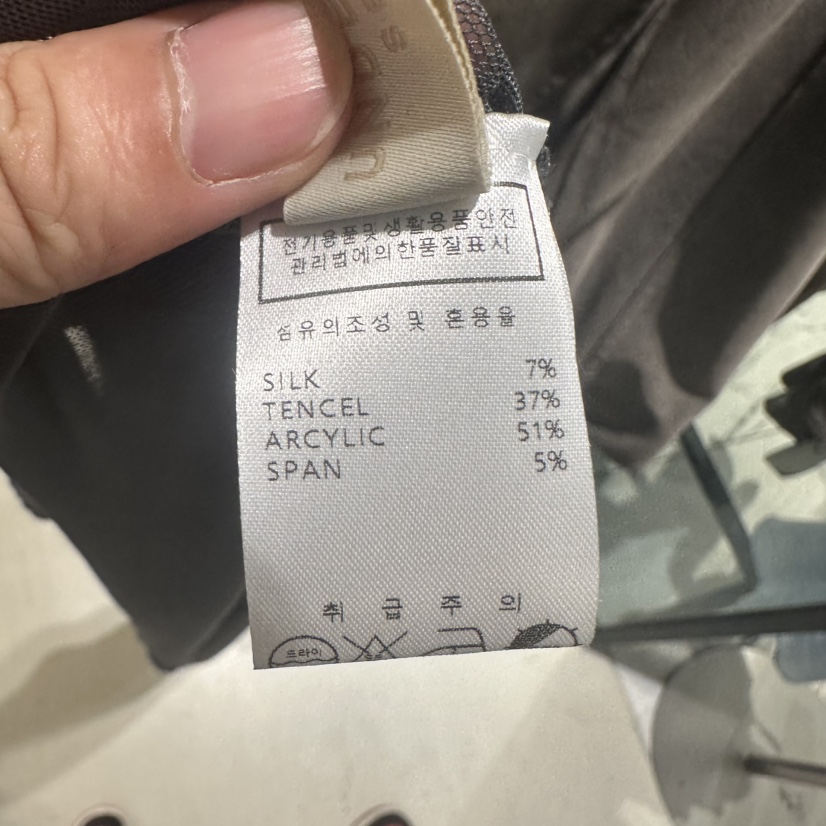 전기용품및생활용품안전
관리법에의한품질표시
섬유의조성 및 혼용율
SILK 7%
TENCEL 37%
ARCYLIC 51%
SPAN 5%
취 급 주 의
드라이